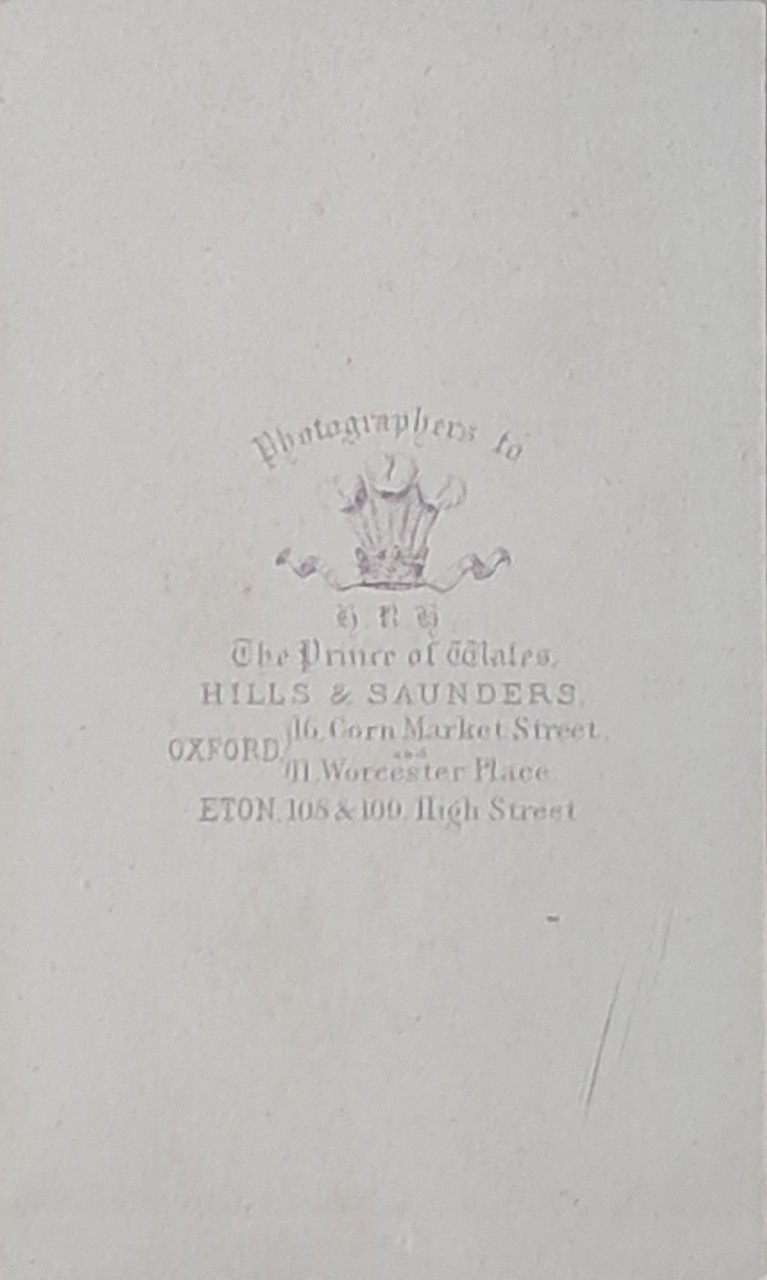 Photographers to
H R H
The Prince of Wales.
HILLS & SAUNDERS.
OXFORD, 16, Corn Market Street,
and
Worcester Place.
ETON, 108 & 109, High Street